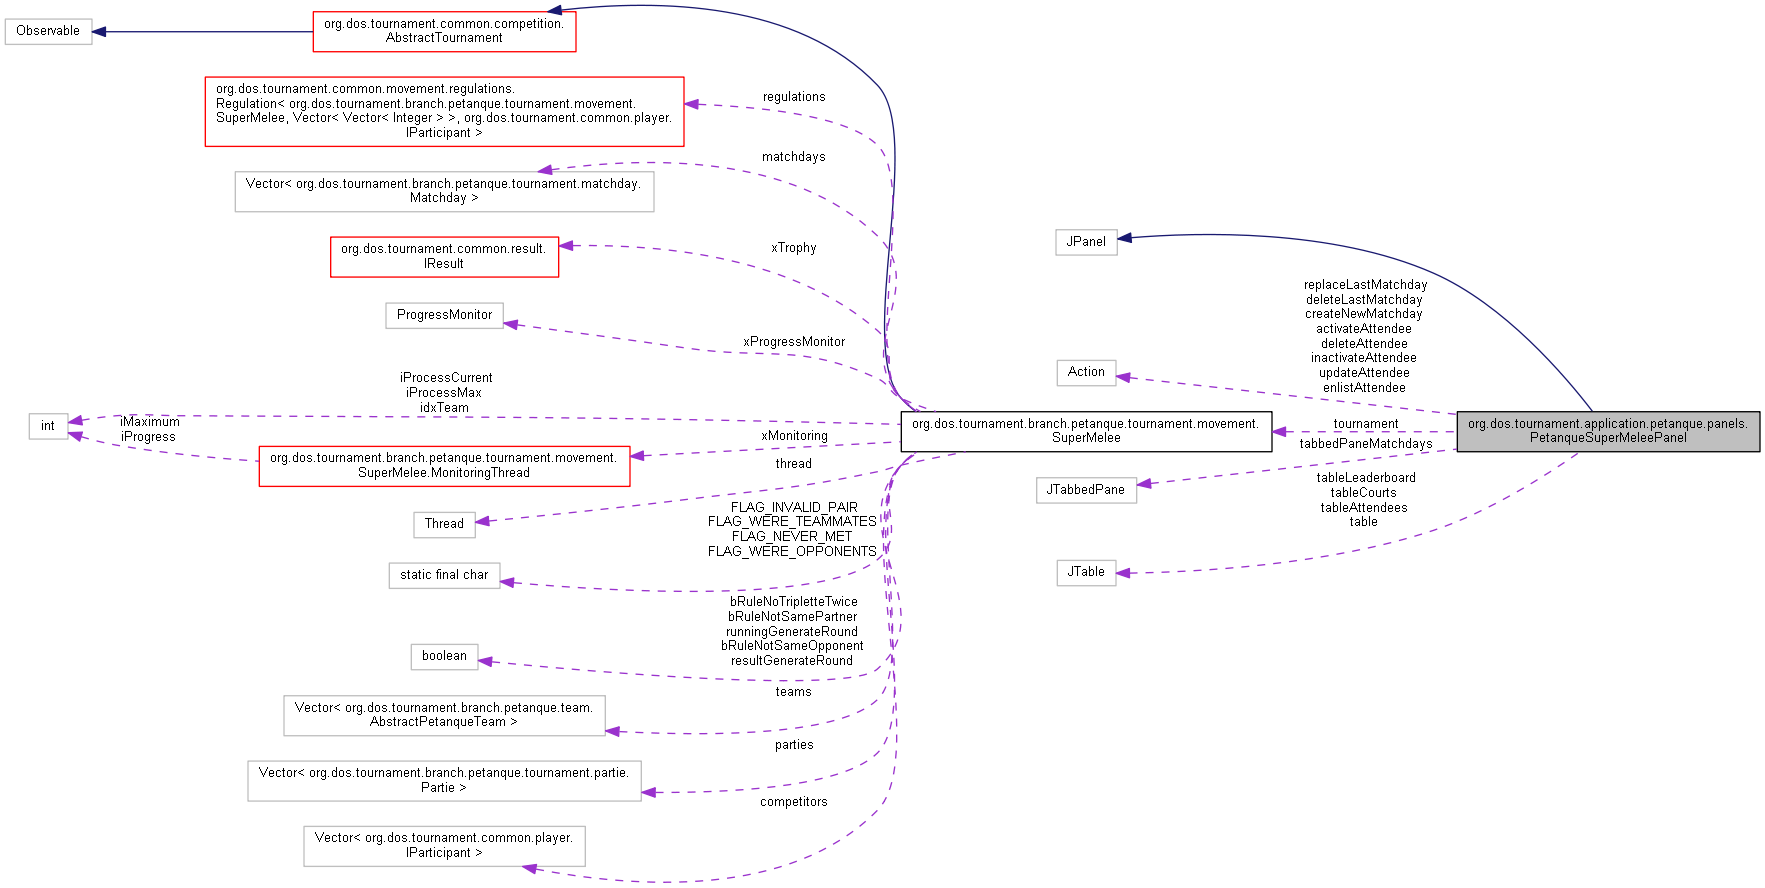 Observable
org.dos.tournament.common.competition.
AbstractTournament
org.dos.tournament.common.movement.regulations.
Regulation< org.dos.tournament.branch.petanque.tournament.movement.
SuperMelee, Vector< Vector< Integer > >, org.dos.tournament.common.player.
IParticipant >
regulations
Vector< org.dos.tournament.branch.petanque.tournament.matchday.
Matchday >
matchdays
org.dos.tournament.common.result.
IResult
xTrophy
ProgressMonitor
xProgressMonitor
int
iProcessCurrent
iProcessMax
idxTeam
iMaximum
iProgress
org.dos.tournament.branch.petanque.tournament.movement.
SuperMelee.MonitoringThread
xMonitoring
Thread
thread
static final char
FLAG_INVALID_PAIR
FLAG_WERE_TEAMMATES
FLAG_NEVER_MET
FLAG_WERE_OPPONENTS
boolean
bRuleNoTripletteTwice
bRuleNotSamePartner
runningGenerateRound
bRuleNotSameOpponent
resultGenerateRound
Vector< org.dos.tournament.branch.petanque.team.
AbstractPetanqueTeam >
teams
Vector< org.dos.tournament.branch.petanque.tournament.partie.
Partie >
parties
Vector< org.dos.tournament.common.player.
IParticipant >
competitors
org.dos.tournament.branch.petanque.tournament.movement.
SuperMelee
JPanel
Action
replaceLastMatchday
deleteLastMatchday
createNewMatchday
activateAttendee
deleteAttendee
inactivateAttendee
updateAttendee
enlistAttendee
tournament
tabbedPaneMatchdays
JTabbedPane
tableLeaderboard
tableCourts
tableAttendees
table
JTable
org.dos.tournament.application.petanque.panels.
PetanqueSuperMeleePanel